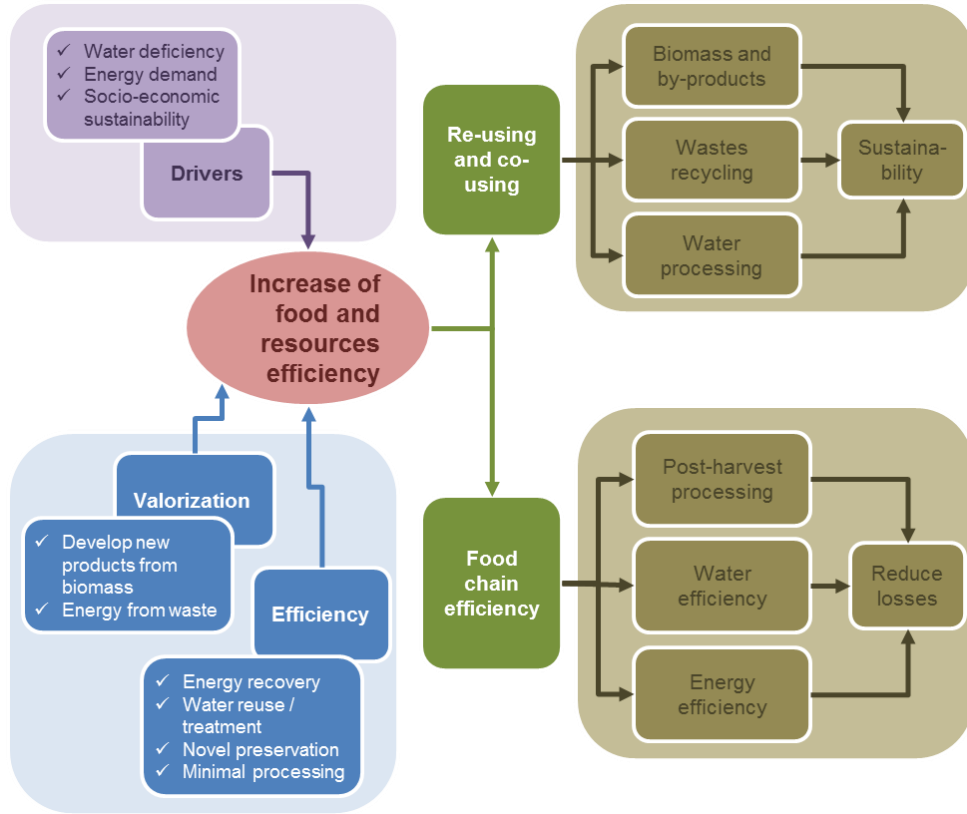 ✓ Water deficiency
✓ Energy demand
✓ Socio-economic
sustainability
Drivers
Increase of
food and
resources
efficiency
Valorization
✓ Develop new
products from
biomass
✓ Energy from waste
Efficiency
✓ Energy recovery
✓ Water reuse /
treatment
✓ Novel preservation
✓ Minimal processing
Re-using
and co-
using
Biomass and
by-products
Wastes
recycling
Water
processing
Sustaina-
bility
Food
chain
efficiency
Post-harvest
processing
Water
efficiency
Energy
efficiency
Reduce
losses